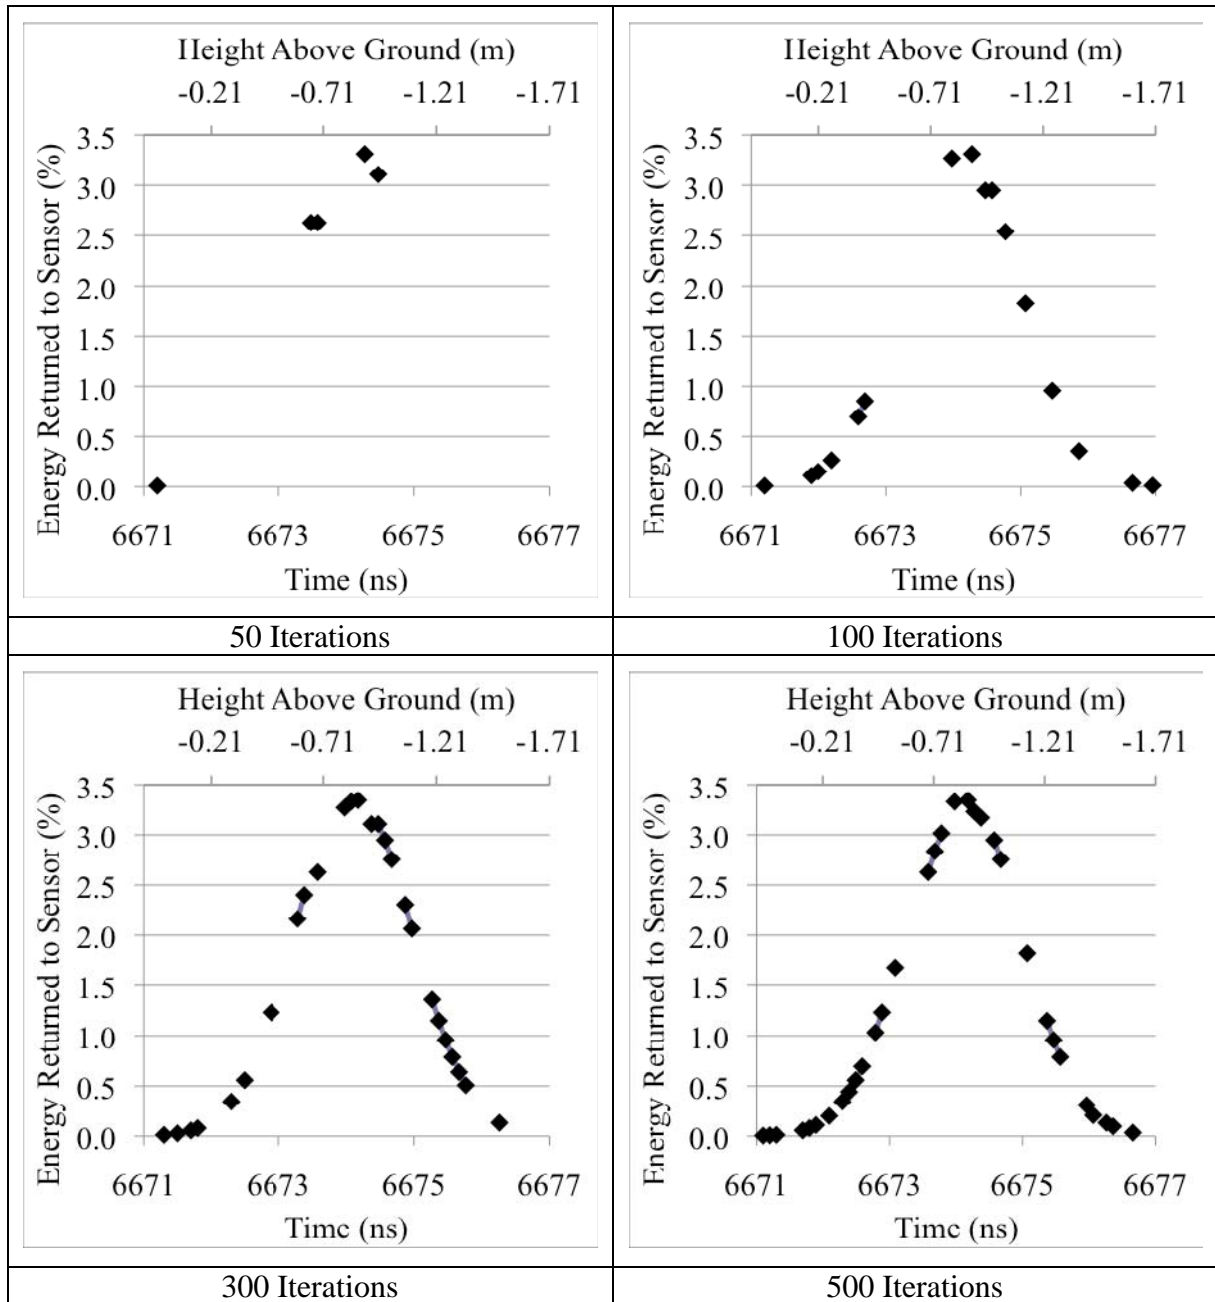 Height Above Ground (m)
-0.21 -0.71 -1.21 -1.71
Energy Returned to Sensor (%)
3.5
3.0
2.5
2.0
1.5
1.0
0.5
0.0
6671 6673 6675 6677
Time (ns)
50 Iterations
Height Above Ground (m)
-0.21 -0.71 -1.21 -1.71
Energy Returned to Sensor (%)
3.5
3.0
2.5
2.0
1.5
1.0
0.5
0.0
6671 6673 6675 6677
Time (ns)
100 Iterations
Height Above Ground (m)
-0.21 -0.71 -1.21 -1.71
Energy Returned to Sensor (%)
3.5
3.0
2.5
2.0
1.5
1.0
0.5
0.0
6671 6673 6675 6677
Time (ns)
300 Iterations
Height Above Ground (m)
-0.21 -0.71 -1.21 -1.71
Energy Returned to Sensor (%)
3.5
3.0
2.5
2.0
1.5
1.0
0.5
0.0
6671 6673 6675 6677
Time (ns)
500 Iterations